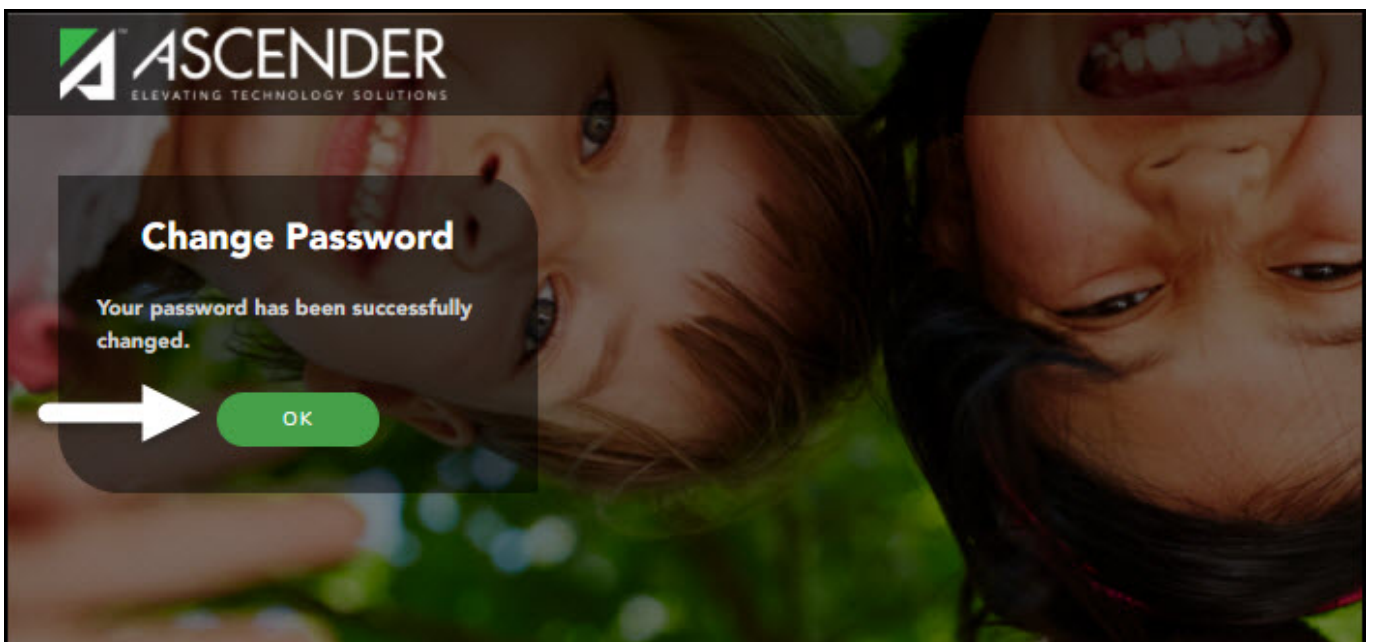 ASCENDER
ELEVATING TECHNOLOGY SOLUTIONS
Change Password
Your password has been successfully
changed.
OK